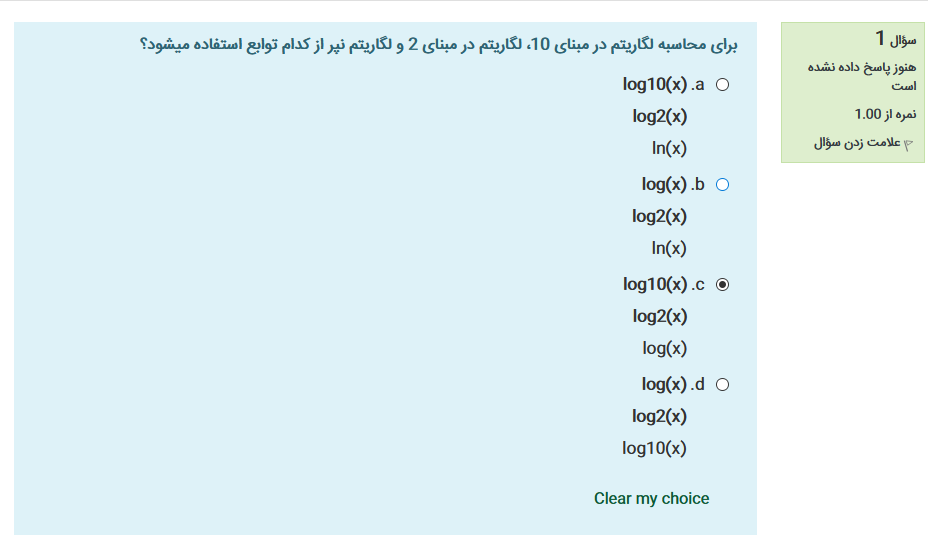 سؤال 1
هنوز پاسخ داده نشده
است
نمره از 1.00
علامت زدن سؤال
برای محاسبه لگاریتم در مبنای 10، لگاریتم در مبنای 2 و لگاریتم نپر از کدام توابع استفاده میشود؟
a. log10(x)
log2(x)
ln(x)
b. log(x)
log2(x)
ln(x)
c. log10(x)
log2(x)
log(x)
d. log(x)
log2(x)
log10(x)
Clear my choice